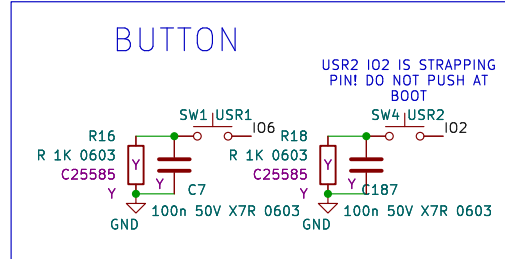 BUTTON
USR2 IO2 IS STRAPPING
PIN! DO NOT PUSH AT
BOOT
SW1 USR1
IO6
R16
R 1K 0603
C25585
Y
Y
Y
C7
100n 50V X7R 0603
GND
SW4 USR2
IO2
R18
R 1K 0603
C25585
Y
Y
Y
C187
100n 50V X7R 0603
GND